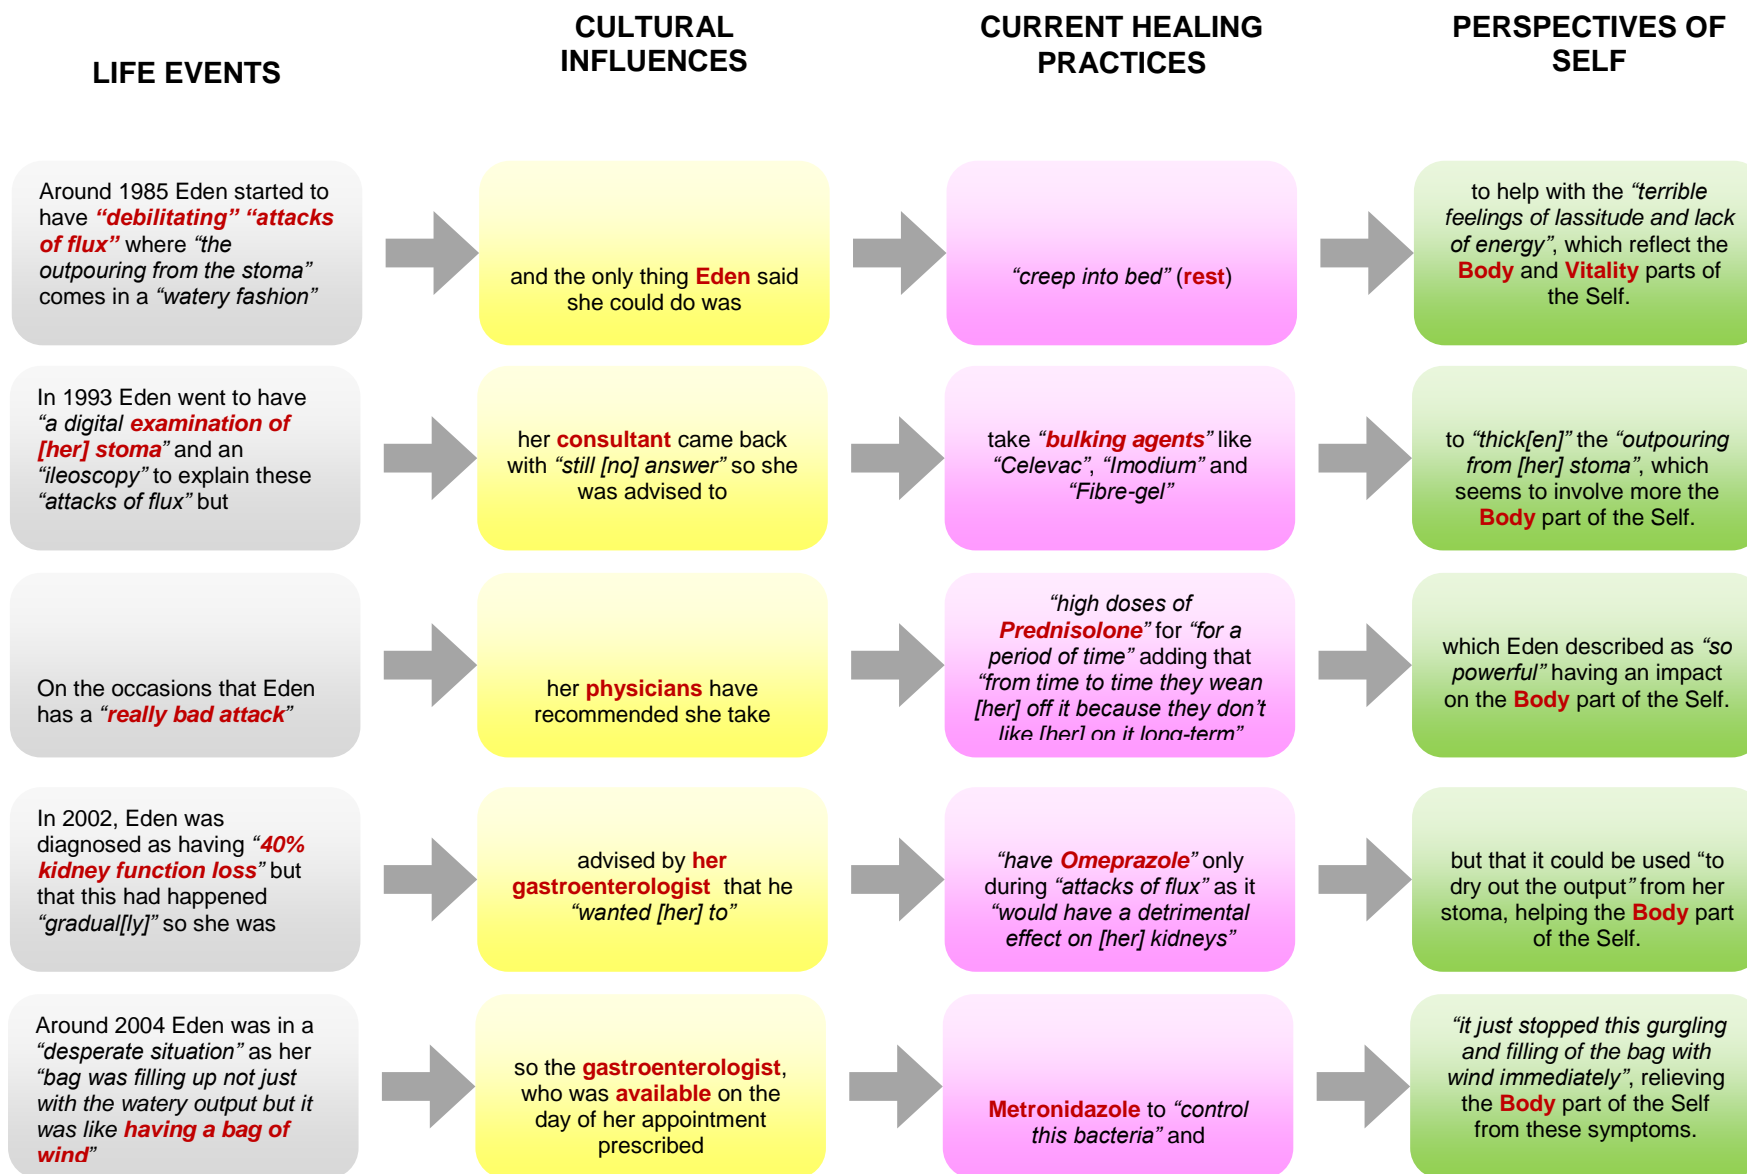 LIFE EVENTS
CULTURAL
INFLUENCES
CURRENT HEALING
PRACTICES
PERSPECTIVES OF
SELF
Around 1985 Eden started to
have “debilitating” “attacks
of flux” where “the
outpouring from the stoma”
comes in a “watery fashion”
and the only thing Eden said
she could do was
“creep into bed” (rest)
to help with the “terrible
feelings of lassitude and lack
of energy”, which reflect the
Body and Vitality parts of
the Self.
In 1993 Eden went to have
“a digital examination of
[her] stoma” and an
“ileoscopy” to explain these
“attacks of flux” but
her consultant came back
with “still [no] answer” so she
was advised to
take “bulking agents” like
“Celevac”, “Imodium” and
“Fibre-gel”
to “thick[en]” the “outpouring
from [her] stoma”, which
seems to involve more the
Body part of the Self.
On the occasions that Eden
has a “really bad attack”
her physicians have
recommended she take
“high doses of
Prednisolone” for “for a
period of time” adding that
“from time to time they wean
[her] off it because they don’t
like [her] on it long-term”
which Eden described as “so
powerful” having an impact
on the Body part of the Self.
In 2002, Eden was
diagnosed as having “40%
kidney function loss” but
that this had happened
“gradual[ly]” so she was
advised by her
gastroenterologist that he
“wanted [her] to”
“have Omeprazole” only
during “attacks of flux” as it
“would have a detrimental
effect on [her] kidneys”
but that it could be used “to
dry out the output” from her
stoma, helping the Body part
of the Self.
Around 2004 Eden was in a
“desperate situation” as her
“bag was filling up not just
with the watery output but it
was like having a bag of
wind”
so the gastroenterologist,
who was available on the
day of her appointment
prescribed
Metronidazole to “control
this bacteria” and
“it just stopped this gurgling
and filling of the bag with
wind immediately”, relieving
the Body part of the Self
from these symptoms.